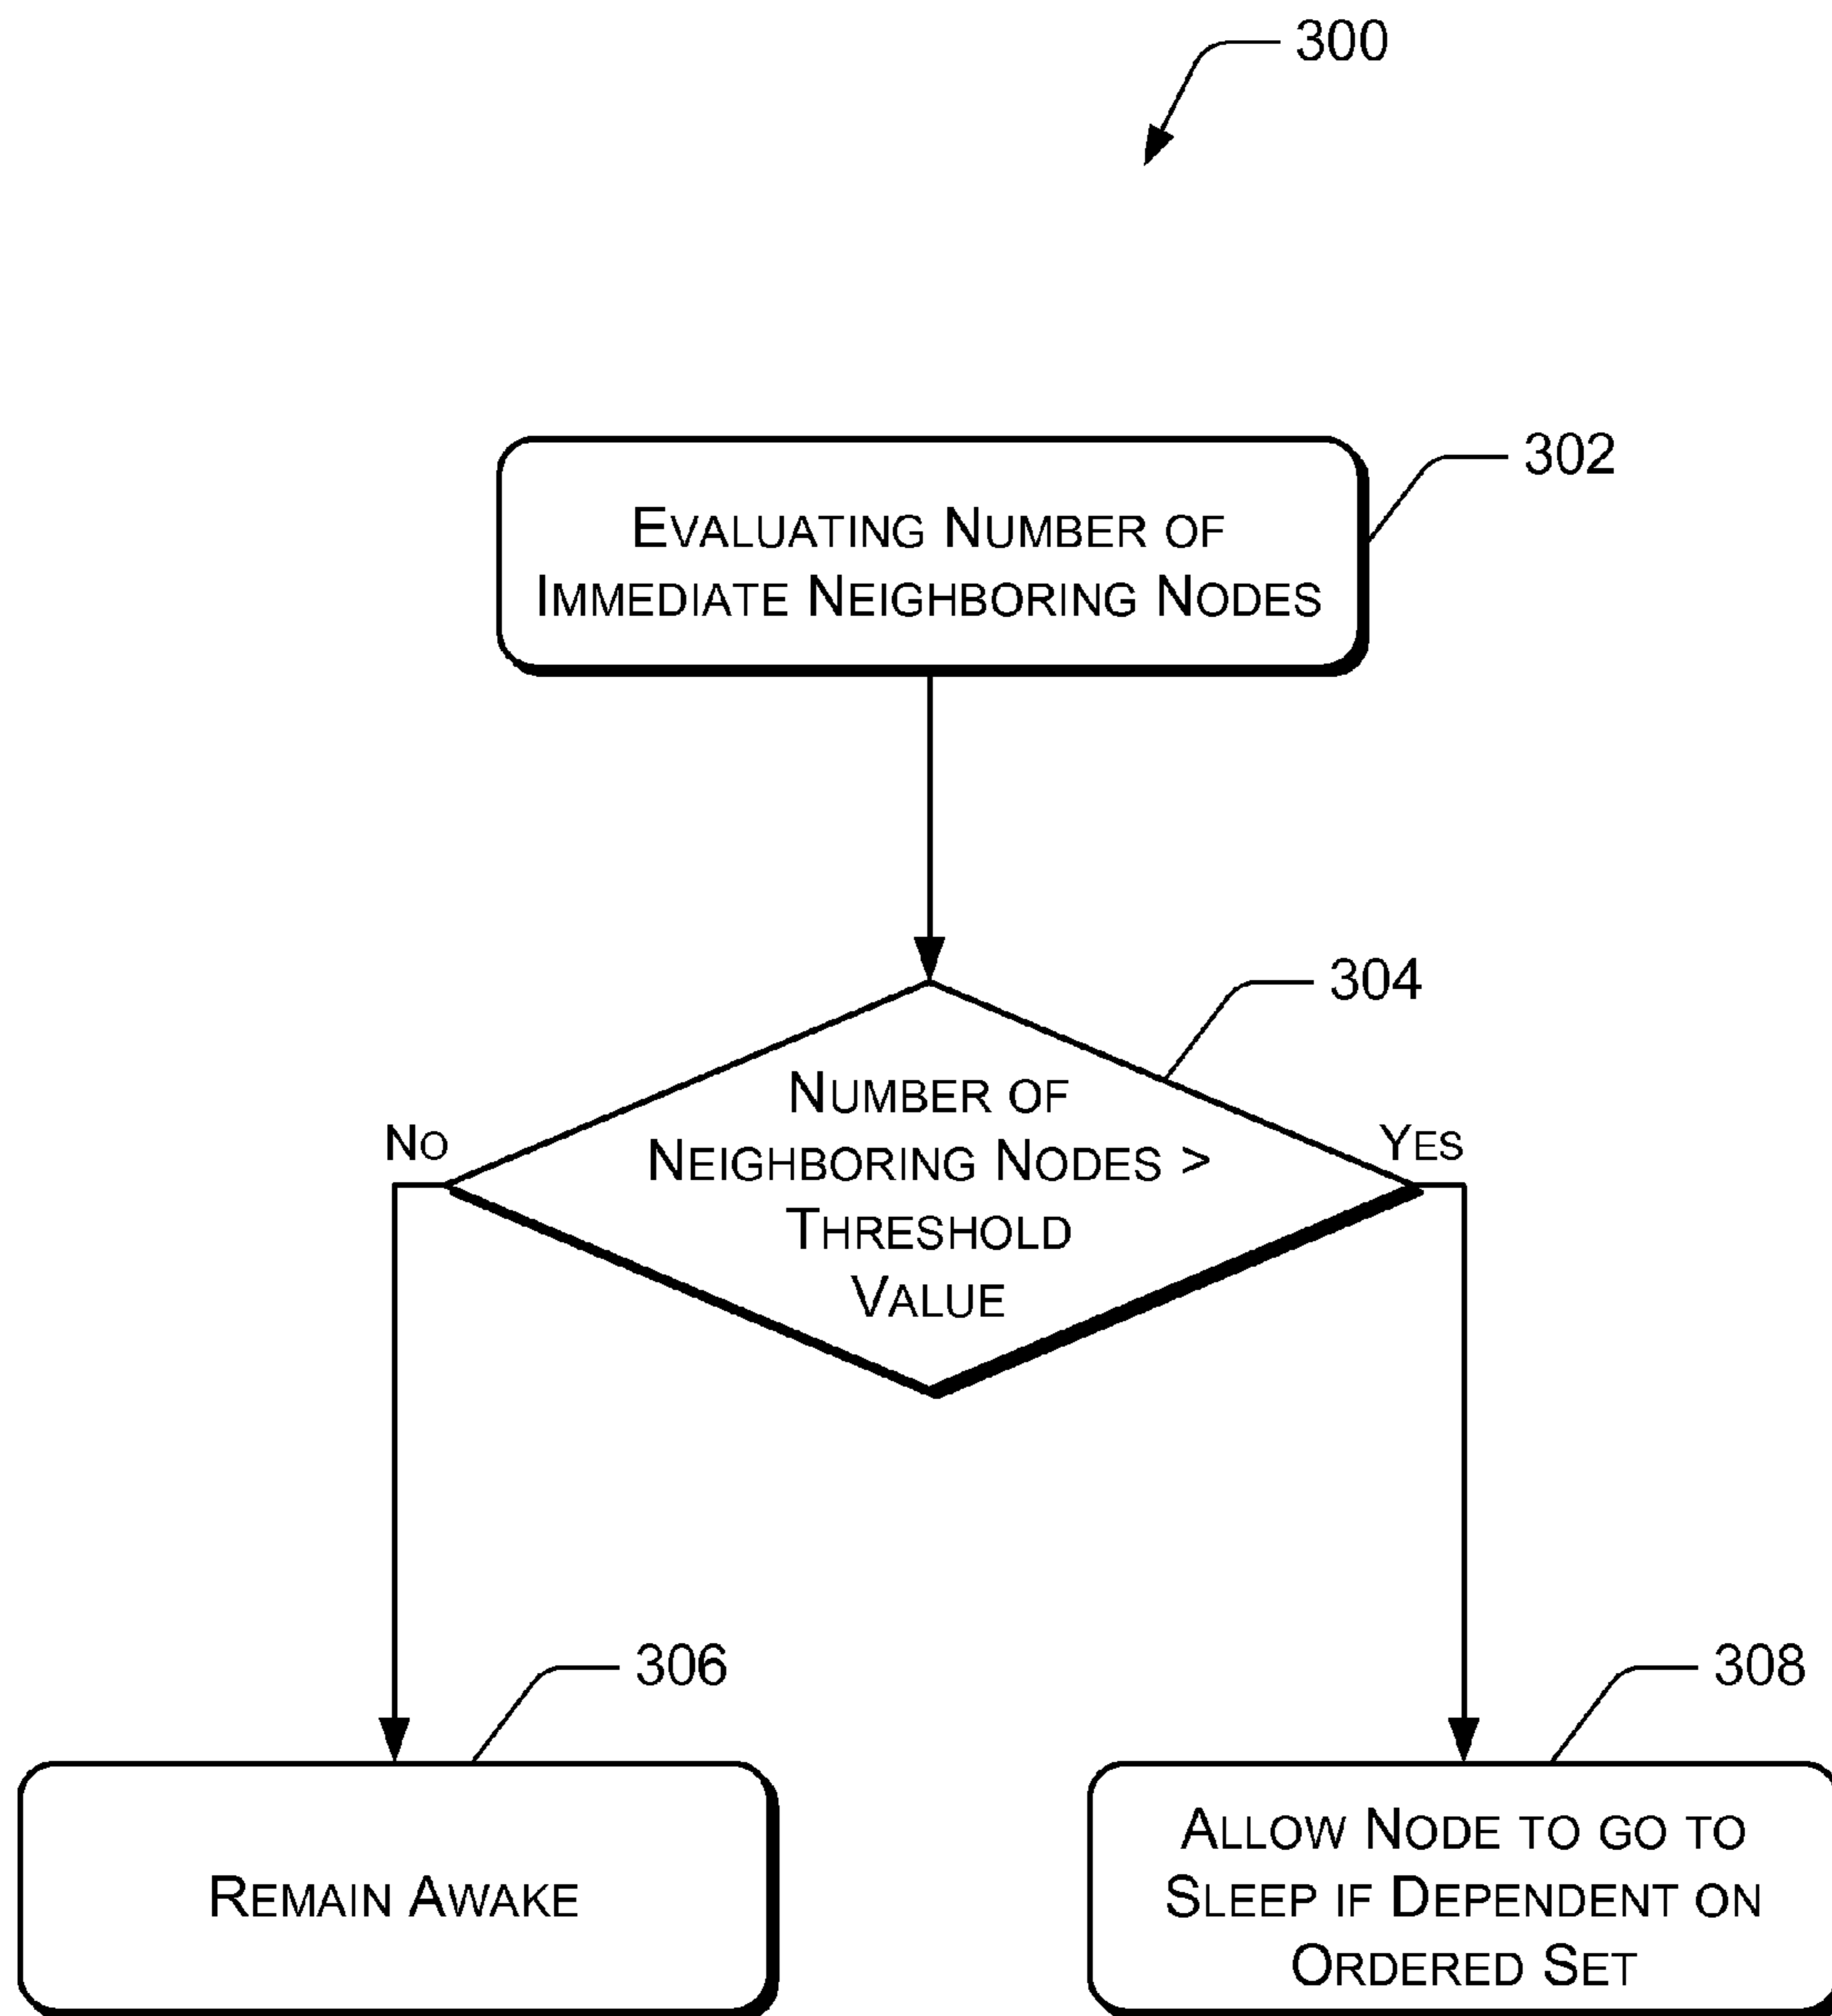 300
302
Evaluating Number of
Immediate Neighboring Nodes
304
Number of
Neighboring Nodes >
Threshold
Value
No
Yes
306
308
Remain Awake
Allow Node to go to
Sleep if Dependent on
Ordered Set